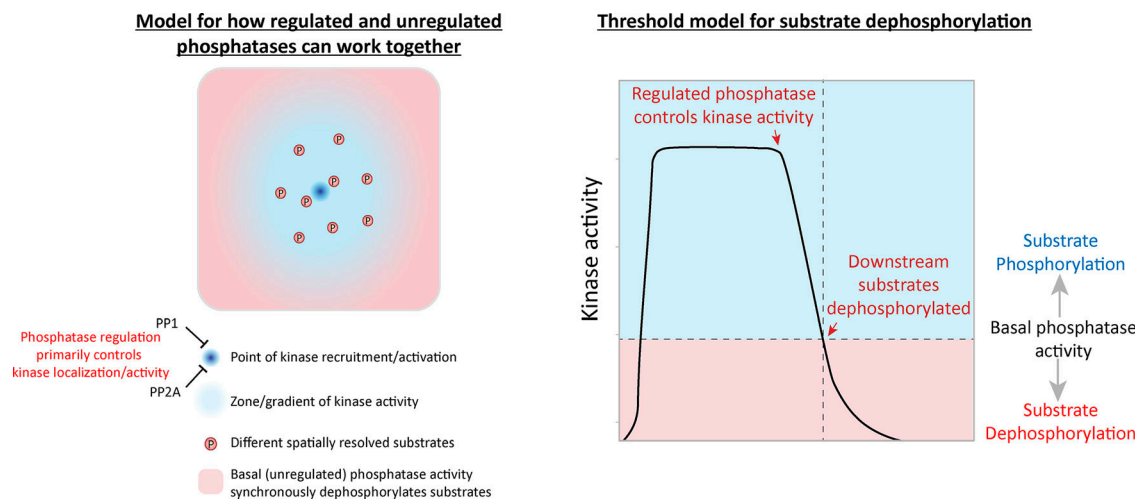 Model for how regulated and unregulated
phosphatases can work together
P
P
P
P
P
P
P
P
P
PP1
Phosphatase regulation
primarily controls
kinase localization/activity
PP2A
Point of kinase recruitment/activation
Zone/gradient of kinase activity
P
Different spatially resolved substrates
Basal (unregulated) phosphatase activity
synchronously dephosphorylates substrates
Threshold model for substrate dephosphorylation
Kinase activity
Regulated phosphatase
controls kinase activity
Downstream
substrates
dephosphorylated
Substrate
Phosphorylation
Basal phosphatase
activity
Substrate
Dephosphorylation